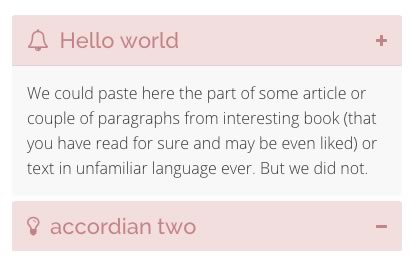 Hello world
We could paste here the part of some article or
couple of paragraphs from interesting book (that
you have read for sure and may be even liked) or
text in unfamiliar language ever. But we did not.
accordian two